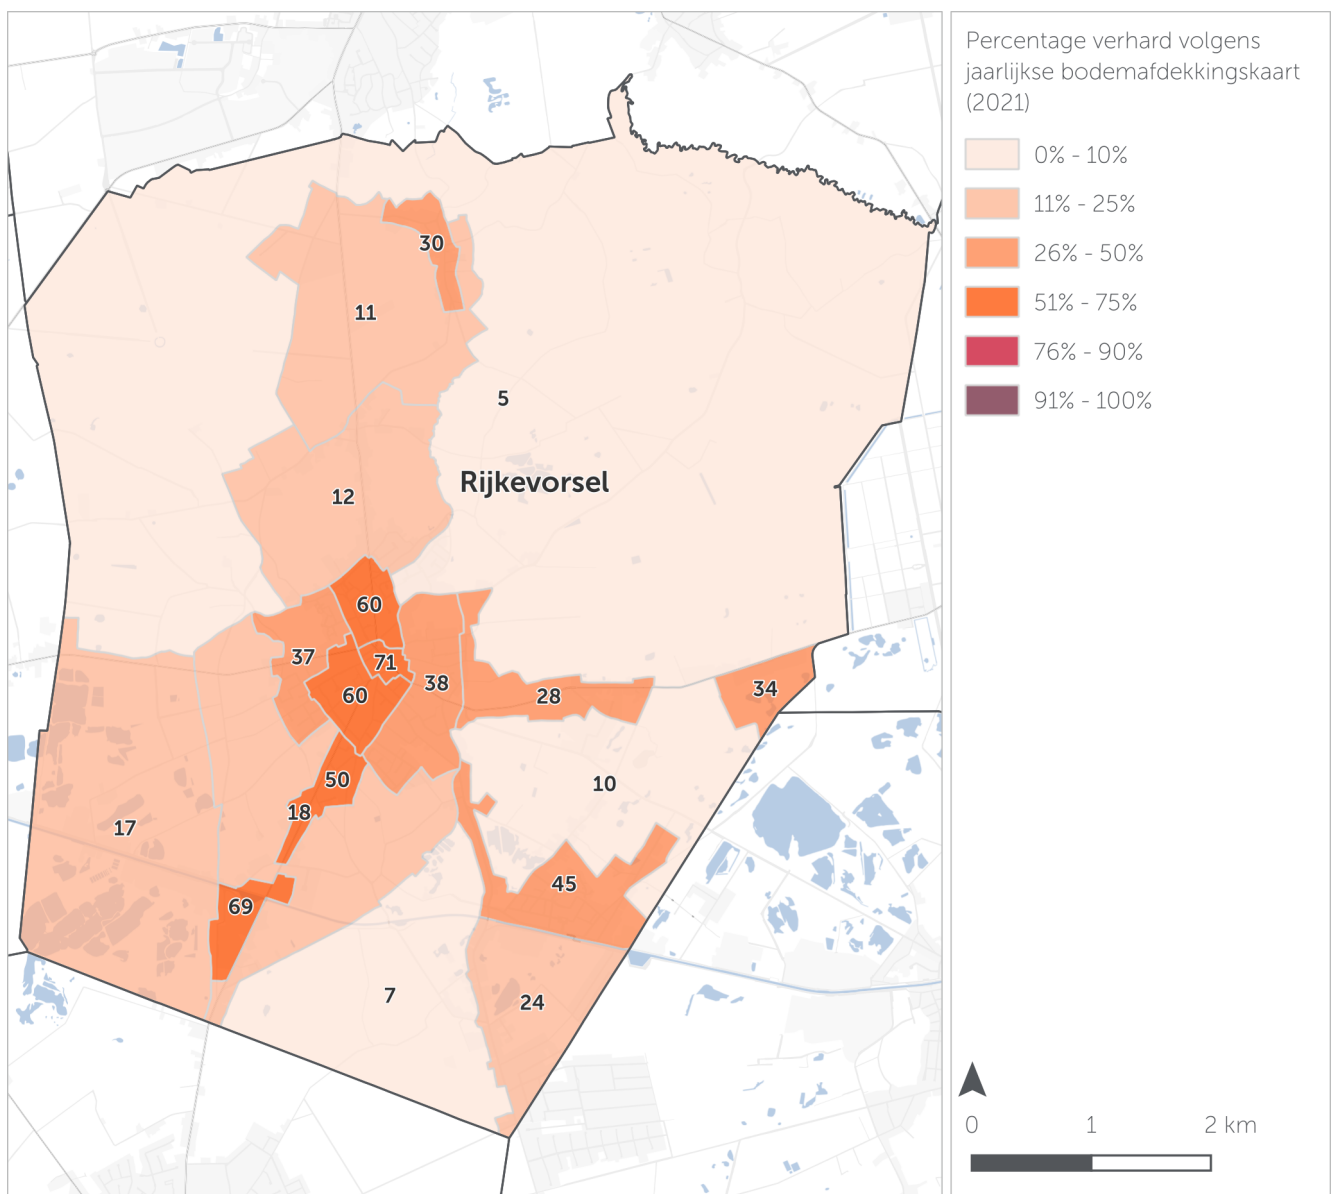 Percentage verhard volgens
jaarlijkse bodemafdekkingskaart
(2021)
0% - 10%
11% - 25%
26% - 50%
51% - 75%
76% - 90%
91% - 100%
30
11
5
Rijkevorsel
12
60
37
71
38
60
28
34
50
10
18
17
45
69
7
24
0 1 2 km